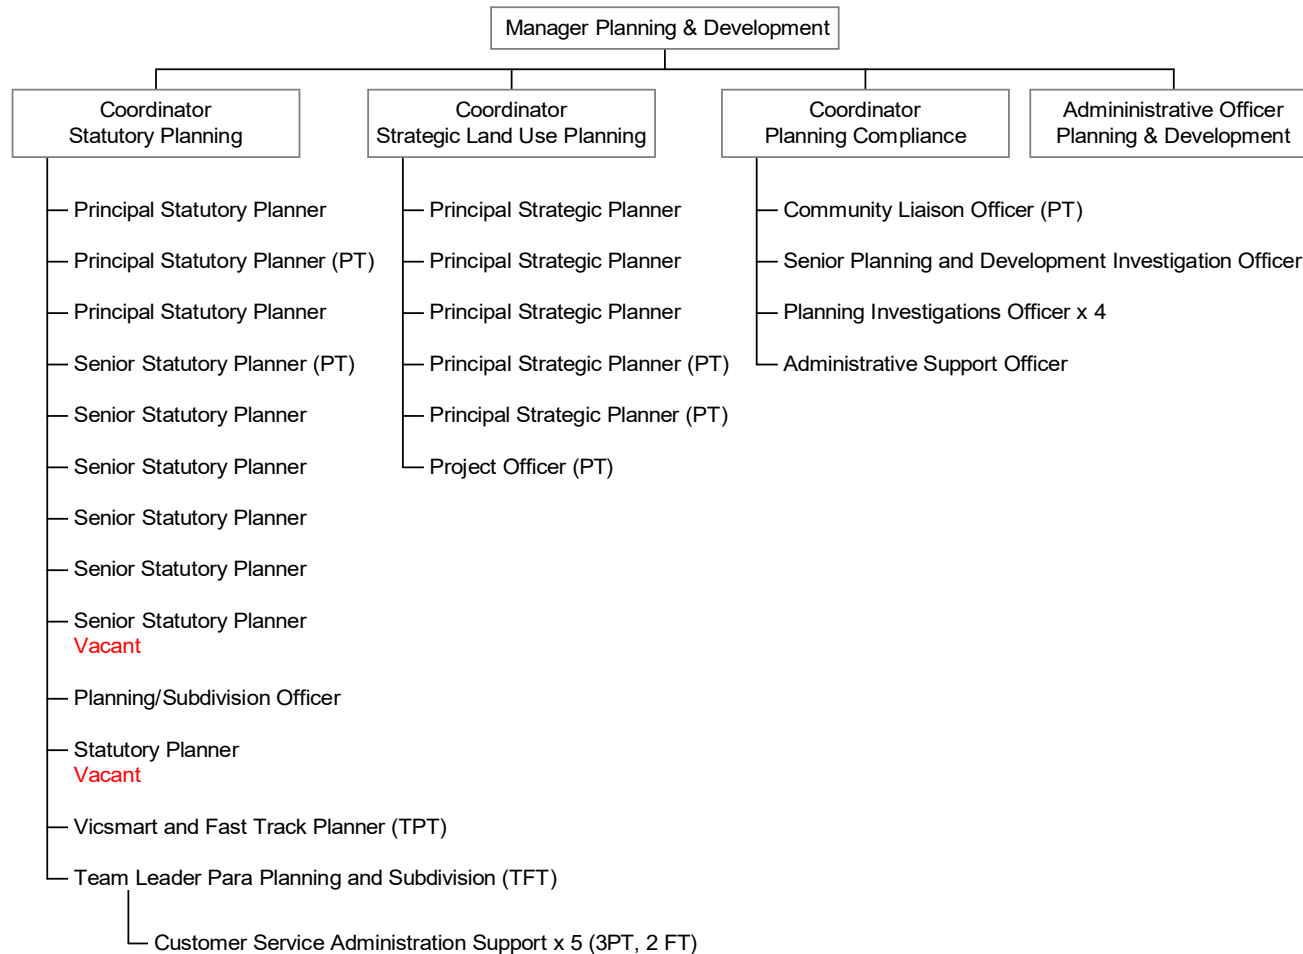 Manager Planning & Development
Coordinator
Statutory Planning
Coordinator
Strategic Land Use Planning
Coordinator
Planning Compliance
Admininistrative Officer
Planning & Development
Principal Statutory Planner
Principal Statutory Planner (PT)
Principal Statutory Planner
Senior Statutory Planner (PT)
Senior Statutory Planner
Senior Statutory Planner
Senior Statutory Planner
Senior Statutory Planner
Senior Statutory Planner
Vacant
Planning/Subdivision Officer
Statutory Planner
Vacant
Vicsmart and Fast Track Planner (TPT)
Team Leader Para Planning and Subdivision (TFT)
Customer Service Administration Support x 5 (3PT, 2 FT)
Principal Strategic Planner
Principal Strategic Planner
Principal Strategic Planner
Principal Strategic Planner (PT)
Principal Strategic Planner (PT)
Project Officer (PT)
Community Liaison Officer (PT)
Senior Planning and Development Investigation Officer
Planning Investigations Officer x 4
Administrative Support Officer